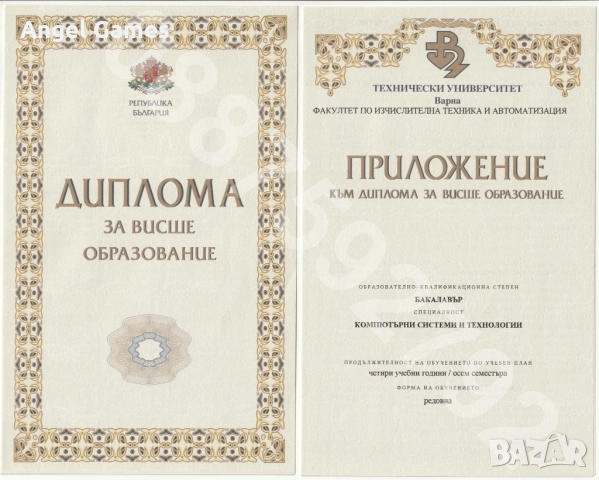 Angel Games
РЕПУБЛИКА
БЪЛГАРИЯ
ДИПЛОМА
ЗА ВИСШЕ
ОБРАЗОВАНИЕ
ТЕХНИЧЕСКИ УНИВЕРСИТЕТ
Варна
ФАКУЛТЕТ ПО ИЗЧИСЛИТЕЛНА ТЕХНИКА И АВТОМАТИЗАЦИЯ
ПРИЛОЖЕНИЕ
КЪМ ДИПЛОМА ЗА ВИСШЕ ОБРАЗОВАНИЕ
ОБРАЗОВАТЕЛНО-КВАЛИФИКАЦИОННА СТЕПЕН
БАКАЛАВЪР
СПЕЦИАЛНОСТ
КОМПЮТЪРНИ СИСТЕМИ И ТЕХНОЛОГИИ
ПРОДЪЛЖИТЕЛНОСТ НА ОБУЧЕНИЕТО ПО УЧЕБЕН ПЛАН
четири учебни години / осем семестъра
ФОРМА НА ОБУЧЕНИЕТО
редовна
BAZAR